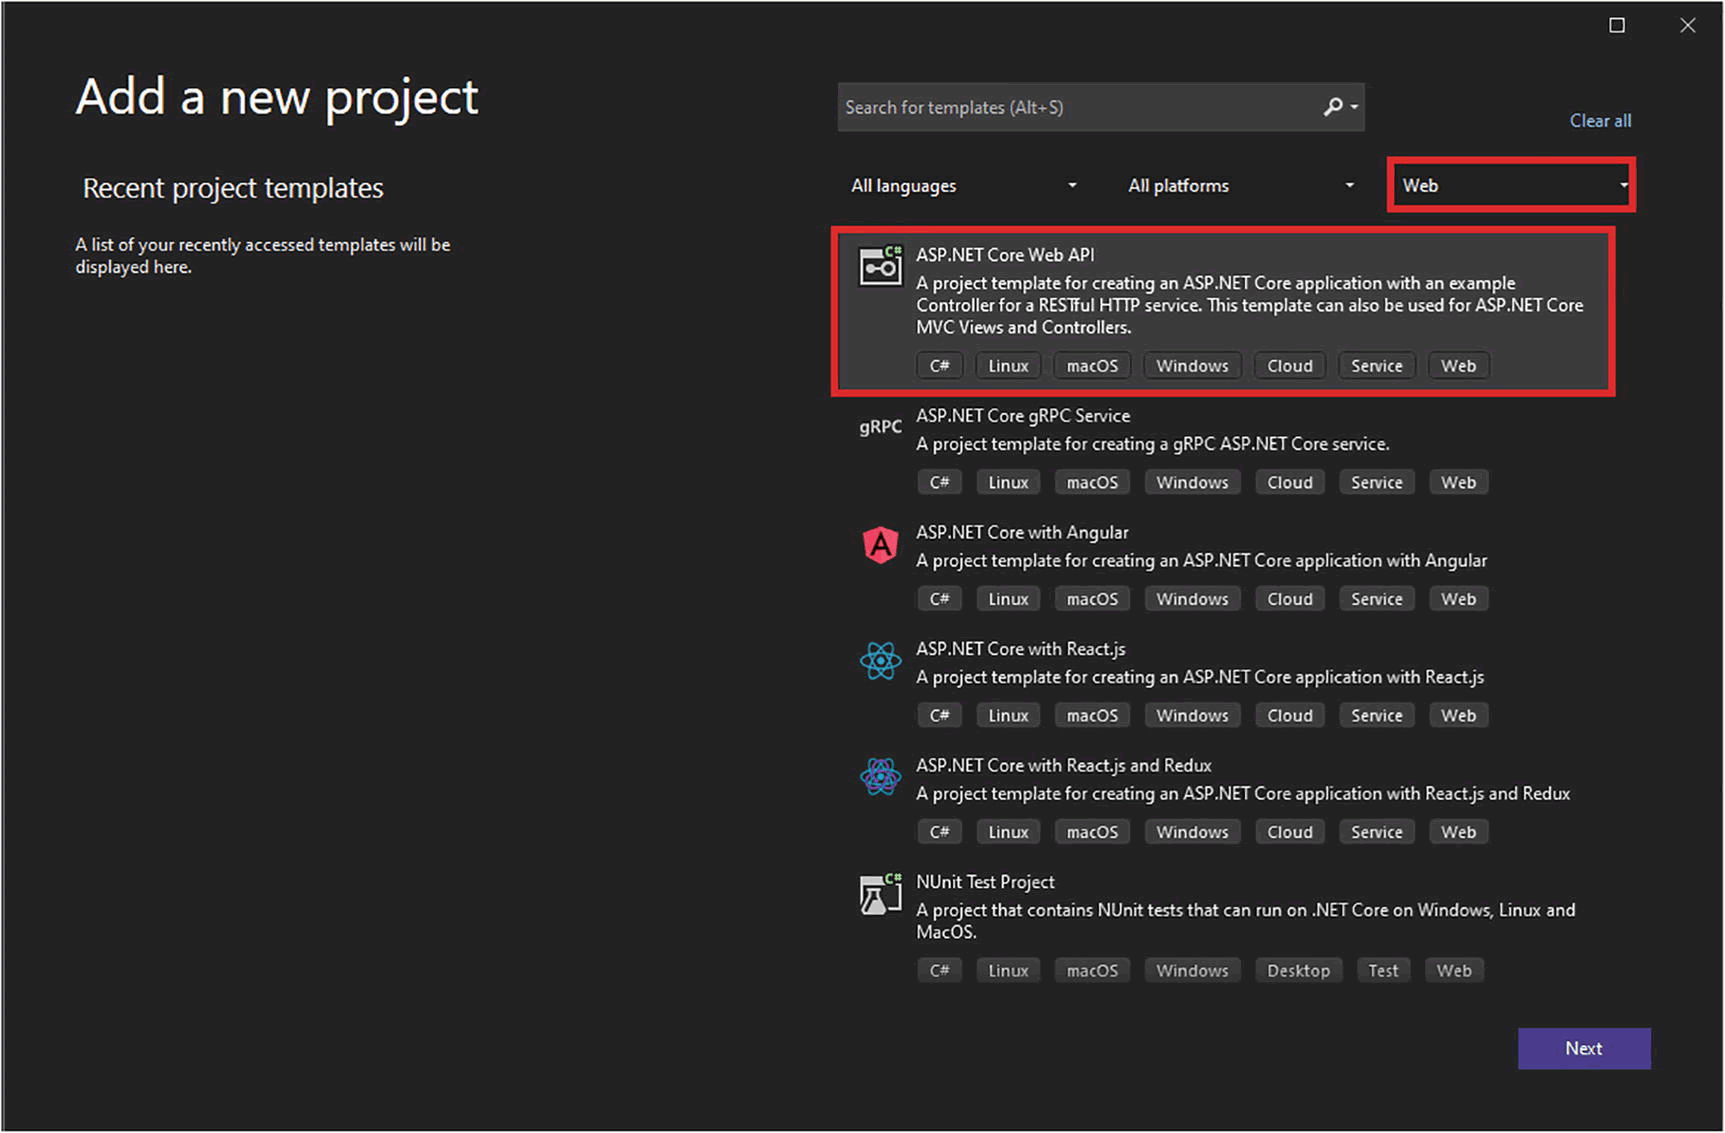 Add a new project
Search for templates (Alt+S)
Clear all
Recent project templates
All languages
All platforms
Web
A list of your recently accessed templates will be
displayed here.
C#
ASP.NET Core Web API
A project template for creating an ASP.NET Core application with an example
Controller for a RESTful HTTP service. This template can also be used for ASP.NET Core
MVC Views and Controllers.
C# Linux macOS Windows Cloud Service Web
gRPC
ASP.NET Core gRPC Service
A project template for creating a gRPC ASP.NET Core service.
C# Linux macOS Windows Cloud Service Web
A
ASP.NET Core with Angular
A project template for creating an ASP.NET Core application with Angular
C# Linux macOS Windows Cloud Service Web
ASP.NET Core with React.js
A project template for creating an ASP.NET Core application with React.js
C# Linux macOS Windows Cloud Service Web
ASP.NET Core with React.js and Redux
A project template for creating an ASP.NET Core application with React.js and Redux
C# Linux macOS Windows Cloud Service Web
C#
NUnit Test Project
A project that contains NUnit tests that can run on .NET Core on Windows, Linux and
MacOS.
C# Linux macOS Windows Desktop Test Web
Next